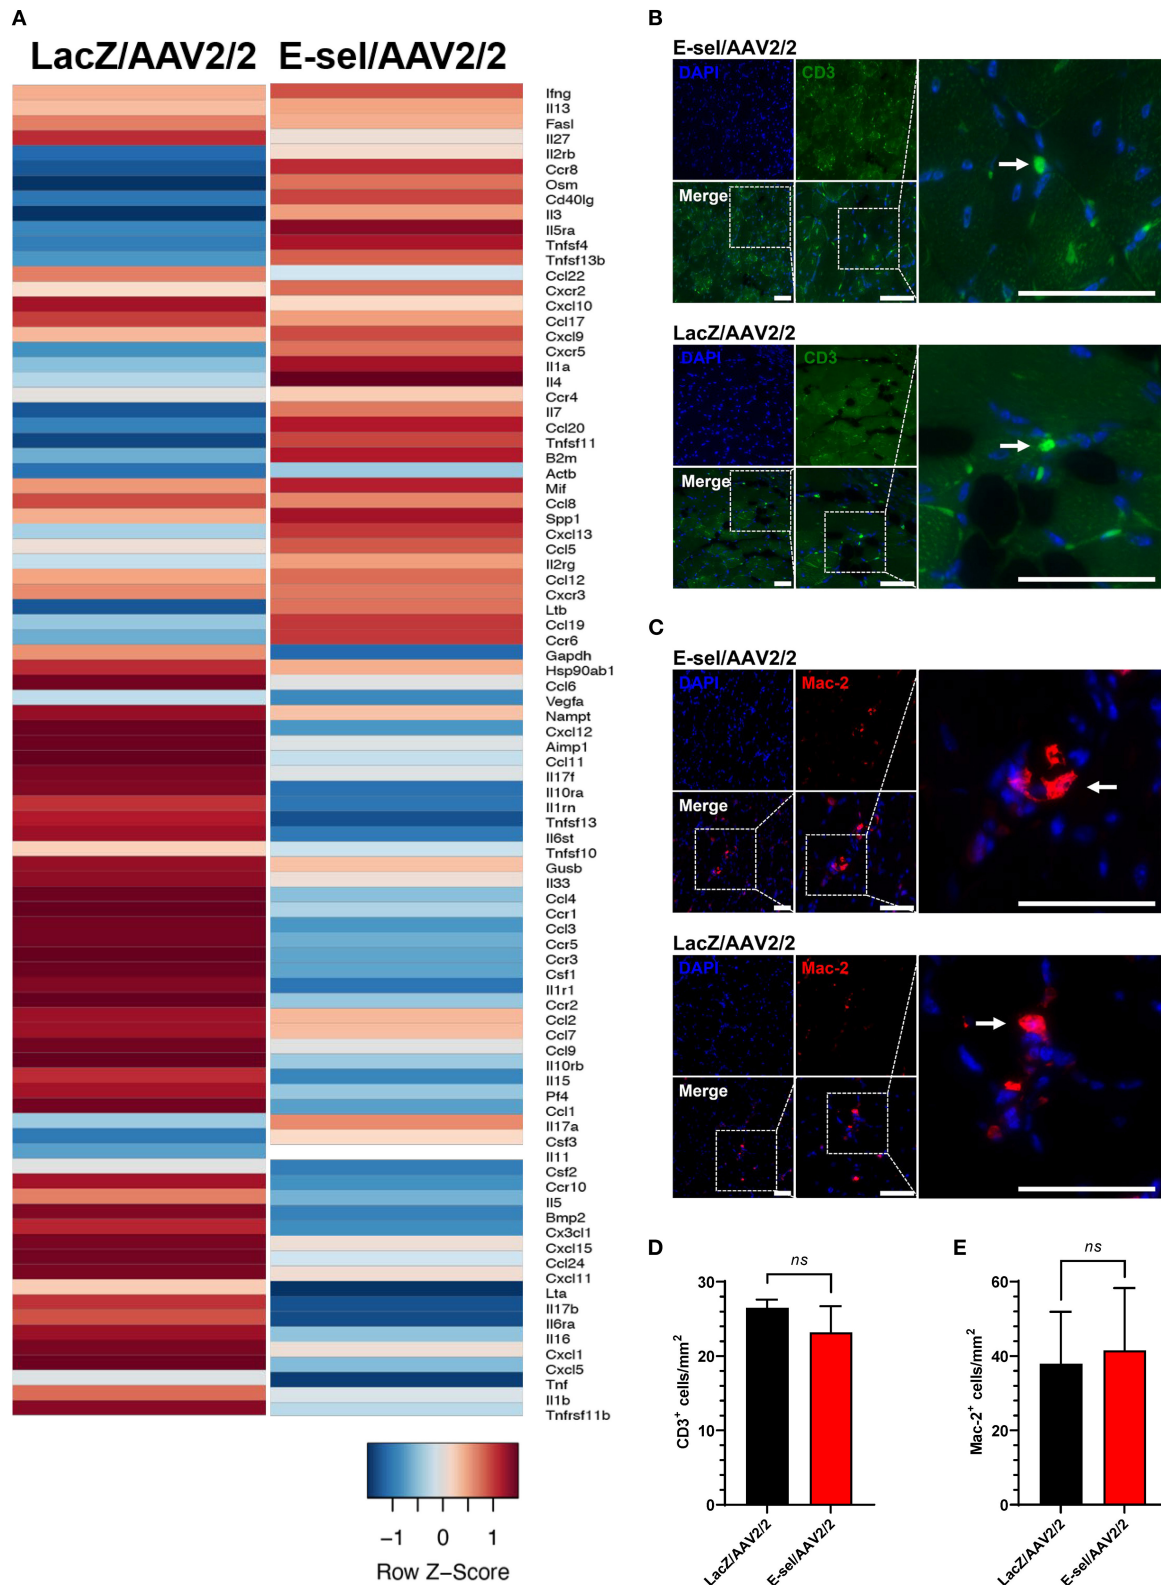 A
LacZ/AAV2/2 E-sel/AAV2/2
Ifng
Il13
Fasl
Il27
Il2rb
Ccr8
Osm
Cd40lg
Il3
Il5ra
Tnfsf4
Tnfsf13b
Ccl22
Cxcr2
Cxcl10
Ccl17
Cxcl9
Cxcr5
Il1a
Il4
Ccr4
Il7
Ccl20
Tnfsf11
B2m
Actb
Mif
Ccl8
Spp1
Cxcl13
Ccl5
Il2rg
Ccl12
Cxcr3
Ltb
Ccl19
Ccr6
Gapdh
Hsp90ab1
Ccl6
Vegfa
Nampt
Cxcl12
Aimp1
Ccl11
Il17f
Il10ra
Il1rn
Tnfsf13
Il6st
Tnfsf10
Gusb
Il33
Ccl4
Ccr1
Ccl3
Ccr5
Ccr3
Csf1
Il1r1
Ccr2
Ccl2
Ccl7
Ccl9
Il10rb
Il15
Pf4
Ccl1
Il17a
Csf3
Il11
Csf2
Ccr10
Il5
Bmp2
Cx3cl1
Cxcl15
Ccl24
Cxcl11
Lta
Il17b
Il6ra
Il16
Cxcl1
Cxcl5
Tnf
Il1b
Tnfrsf11b
−1 0 1
Row Z−Score
B
E-sel/AAV2/2
DAPI CD3
Merge
LacZ/AAV2/2
DAPI CD3
Merge
C
E-sel/AAV2/2
DAPI Mac-2
Merge
LacZ/AAV2/2
DAPI Mac-2
Merge
D
ns
30
20
10
0
CD3+ cells/mm2
LacZ/AAV2/2
E-sel/AAV2/2
E
ns
60
40
20
0
Mac-2+ cells/mm2
LacZ/AAV2/2
E-sel/AAV2/2